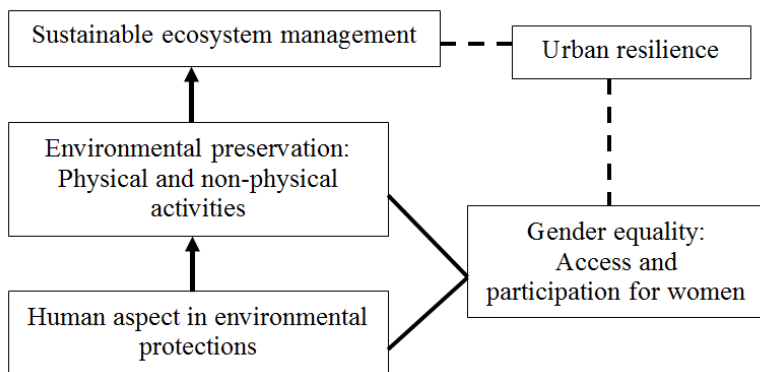 Sustainable ecosystem management
Urban resilience
Environmental preservation:
Physical and non-physical
activities
Gender equality:
Access and
participation for women
Human aspect in environmental
protections